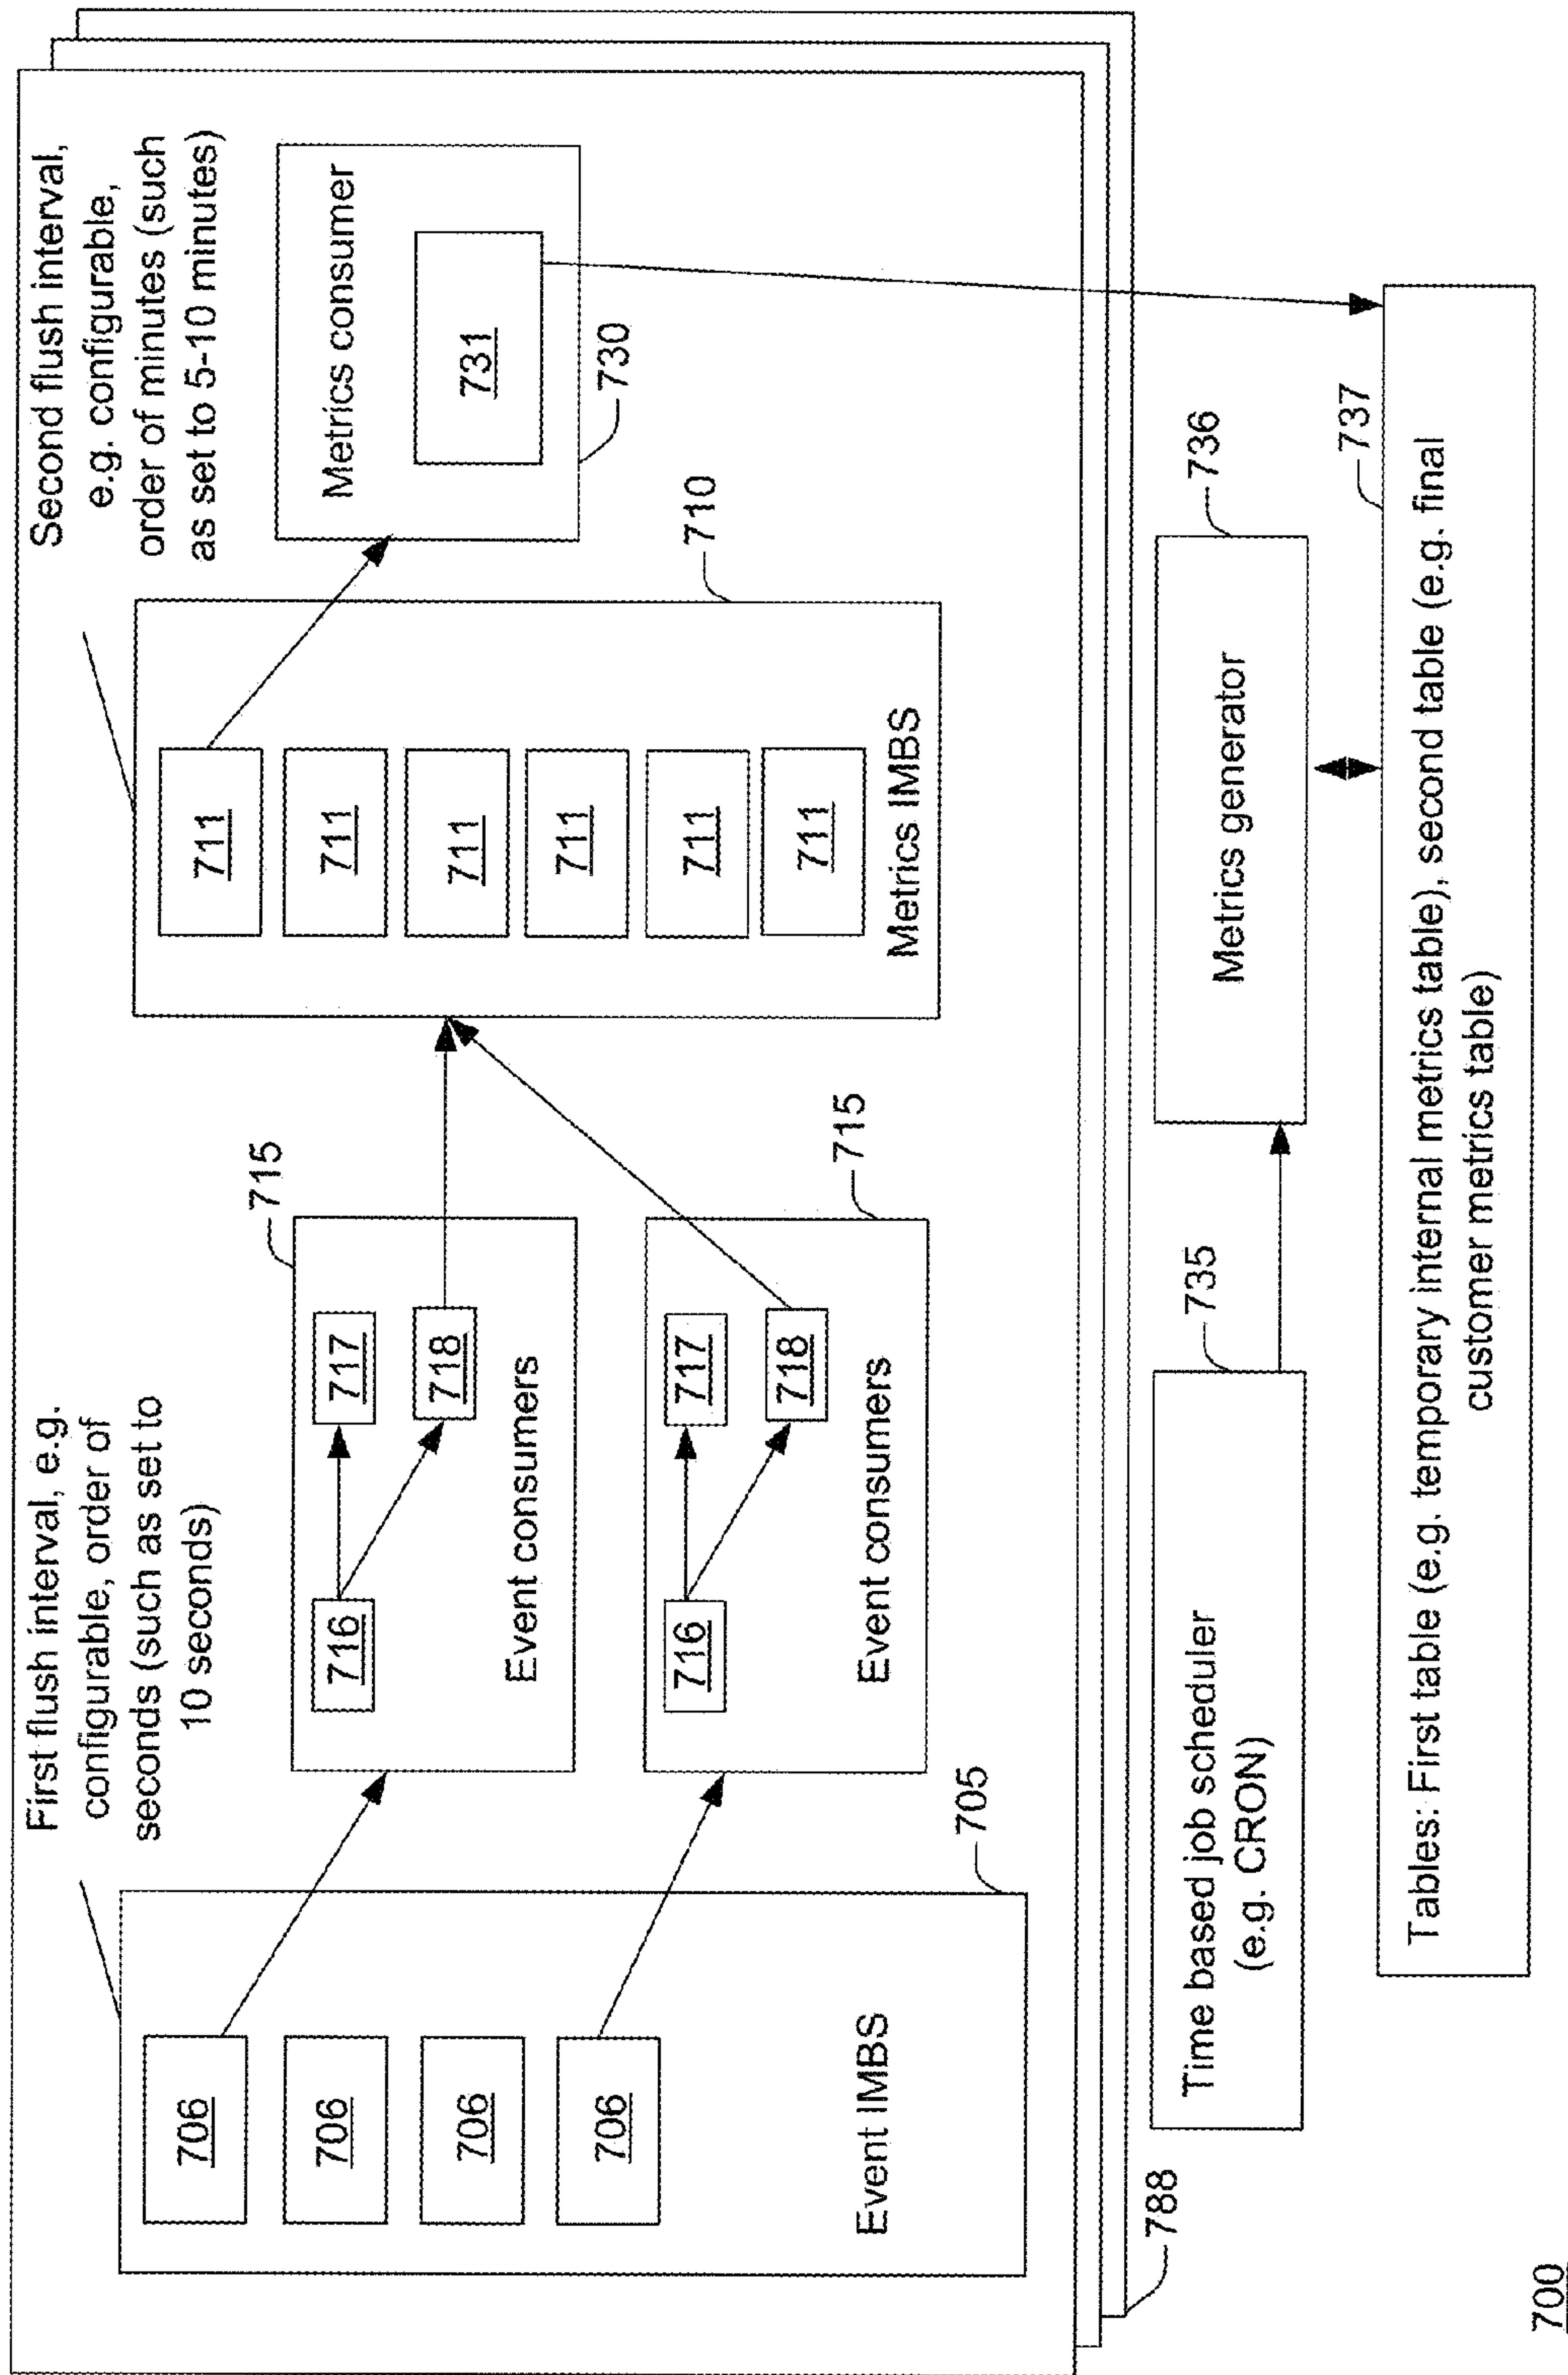 First flush interval, e.g.
configurable, order of
seconds (such as set to
10 seconds)
Second flush interval,
e.g. configurable,
order of minutes (such
as set to 5-10 minutes)
706
706
706
706
Event IMBS
705
715
716
717
718
Event consumers
715
716
717
718
Event consumers
711
711
711
711
711
711
Metrics IMBS
710
Metrics consumer
731
730
788
Time based job scheduler
(e.g. CRON)
735
Metrics generator
736
737
Tables: First table (e.g. temporary internal metrics table), second table (e.g. final
customer metrics table)
700